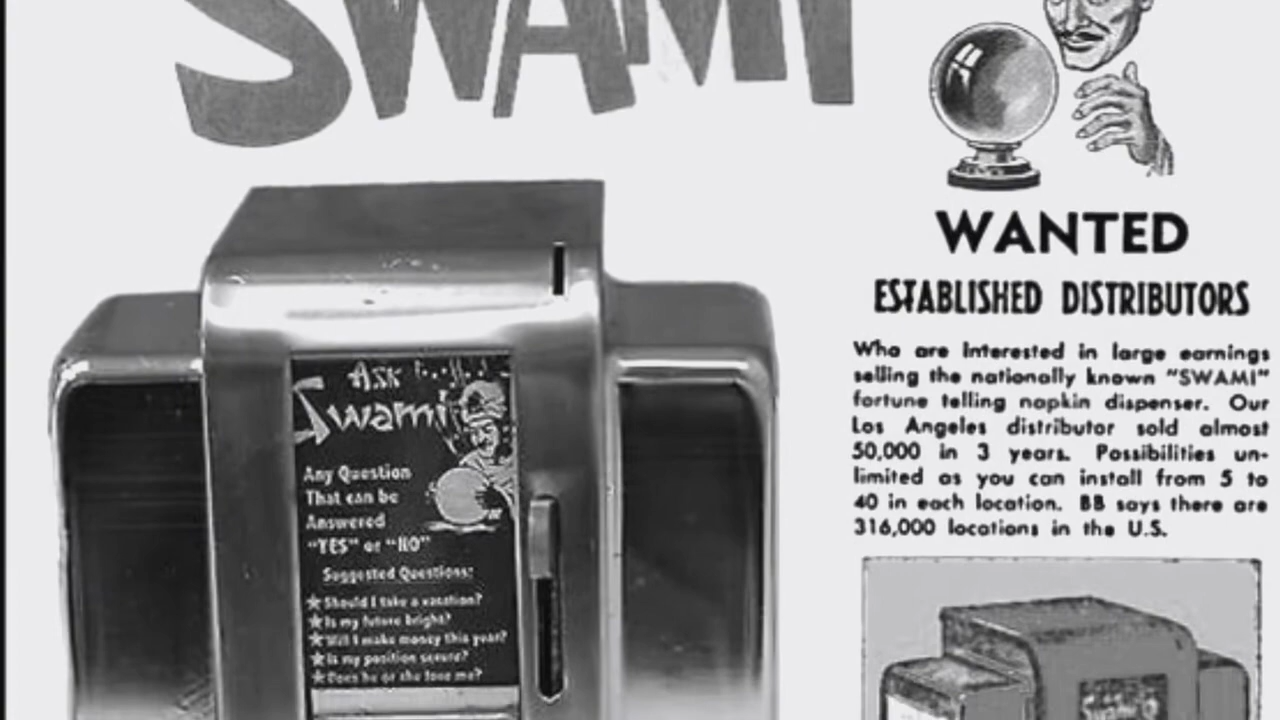 SWAMI
Ask
Swami
Any Question
That can be
Answered
"YES" or "NO"
Suggested Questions:
Should I take a vacation?
Is my future bright?
Will I make money this year?
Is my position secure?
Does he or she love me?
WANTED
ESTABLISHED DISTRIBUTORS
Who are interested in large earnings
selling the nationally known "SWAMI"
fortune telling napkin dispenser. Our
Los Angeles distributor sold almost
50,000 in 3 years. Possibilities un-
limited as you can install from 5 to
40 in each location. BB says there are
316,000 locations in the U.S.